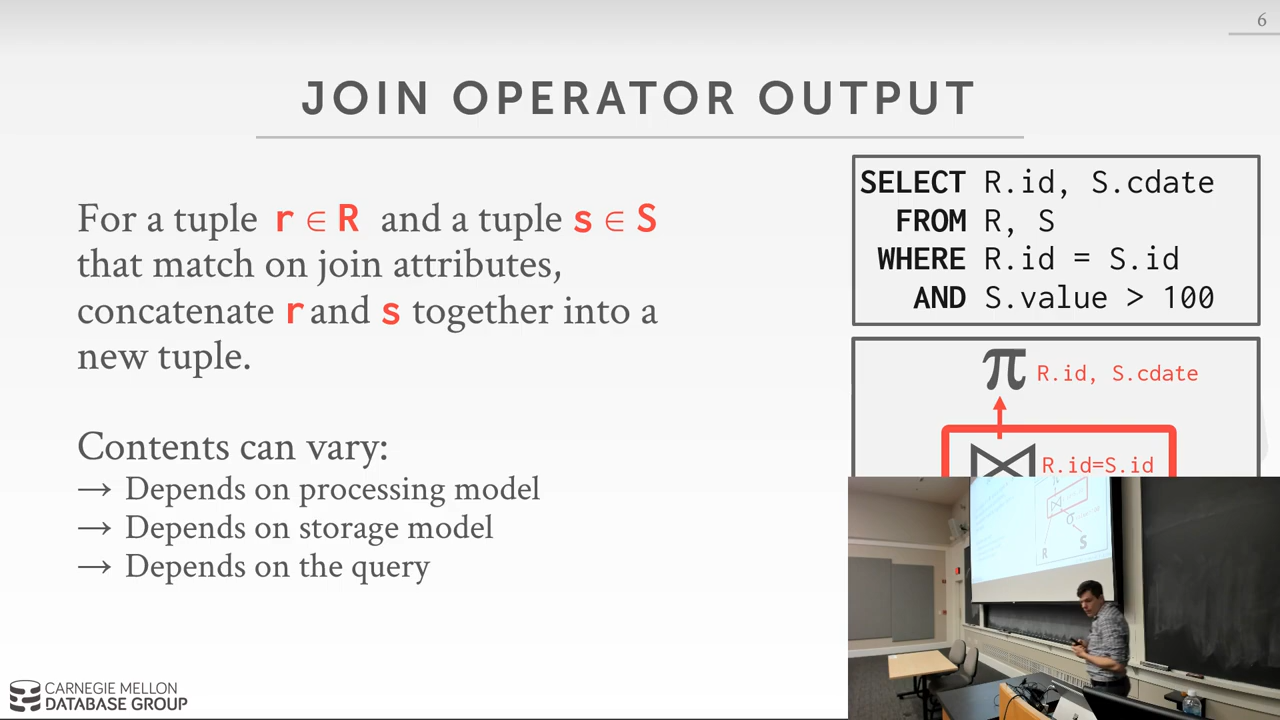 6
JOIN OPERATOR OUTPUT
For a tuple r ∈ R and a tuple s ∈ S
that match on join attributes,
concatenate r and s together into a
new tuple.
Contents can vary:
→ Depends on processing model
→ Depends on storage model
→ Depends on the query
SELECT R.id, S.cdate
FROM R, S
WHERE R.id = S.id
AND S.value > 100
π R.id, S.cdate
⋈ R.id=S.id
σ
R S
CARNEGIE MELLON
DATABASE GROUP